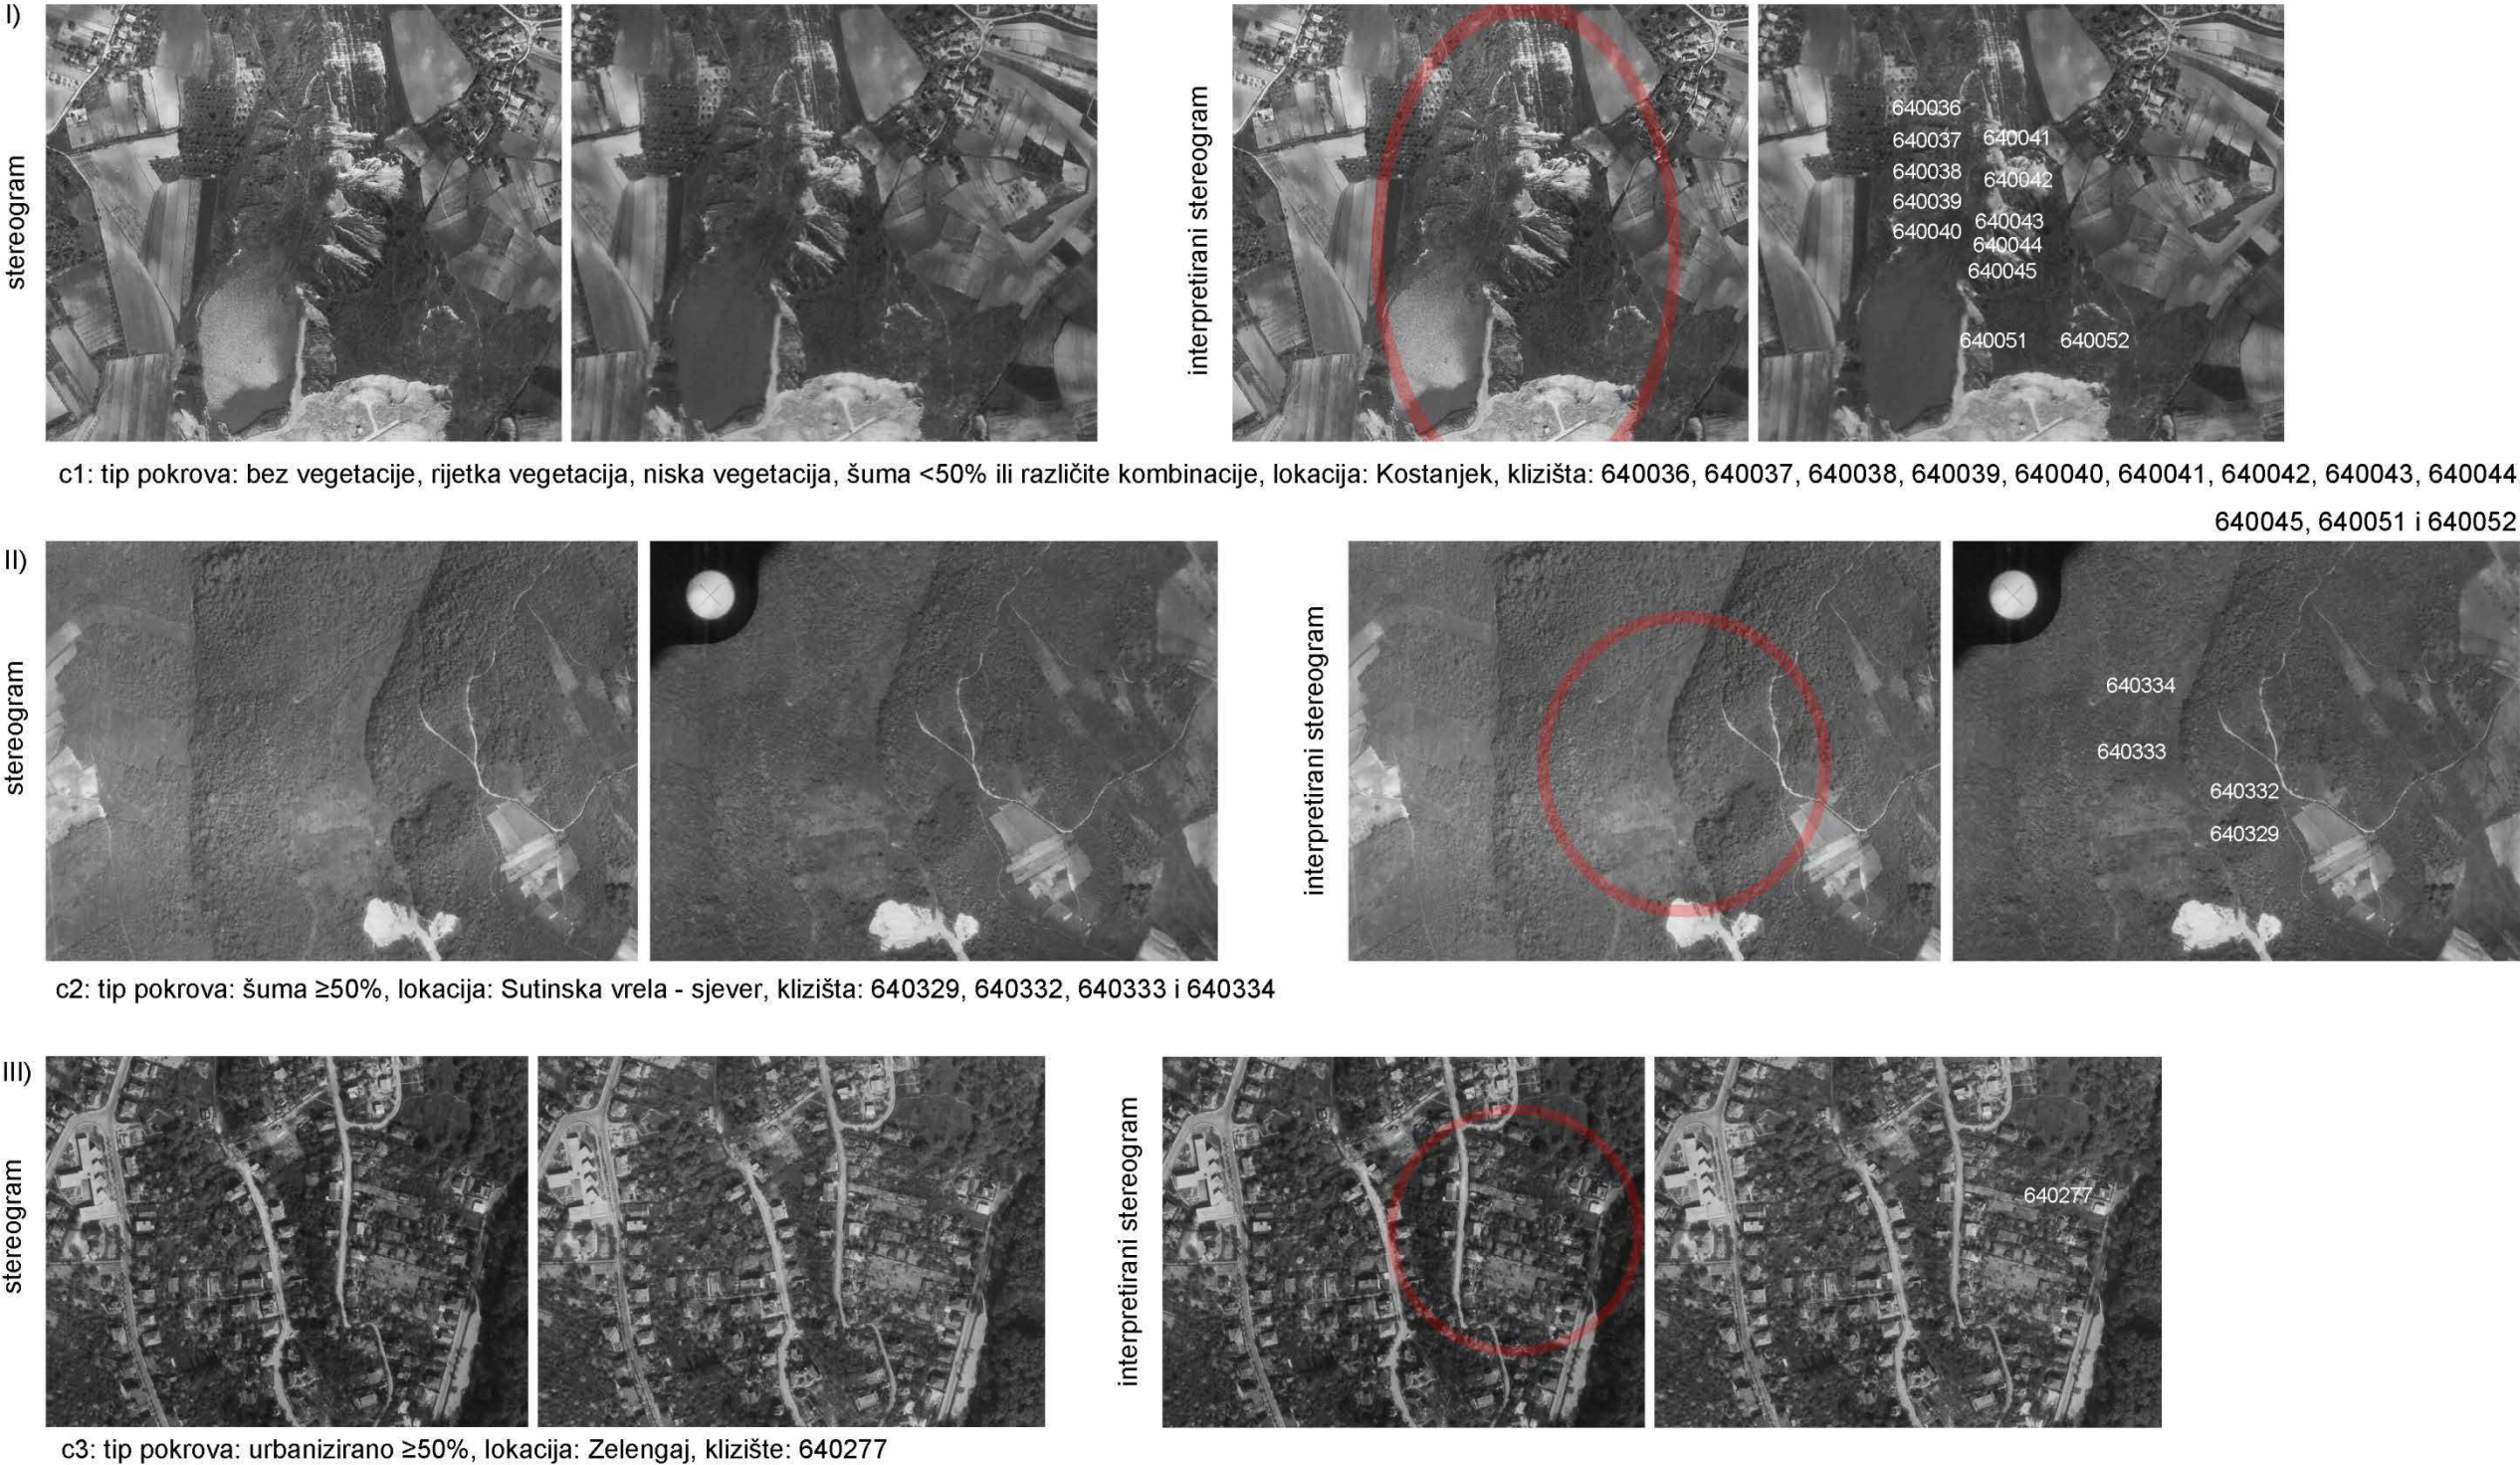 I)
stereogram
interpretirani stereogram
640036
640037
640041
640038
640042
640039
640043
640040
640044
640045
640051
640052
c1: tip pokrova: bez vegetacije, rijetka vegetacija, niska vegetacija, šuma <50% ili različite kombinacije, lokacija: Kostanjek, klizišta: 640036, 640037, 640038, 640039, 640040, 640041, 640042, 640043, 640044
640045, 640051 i 640052
II)
stereogram
interpretirani stereogram
640334
640333
640332
640329
c2: tip pokrova: šuma ≥50%, lokacija: Sutinska vrela - sjever, klizišta: 640329, 640332, 640333 i 640334
III)
stereogram
interpretirani stereogram
640277
c3: tip pokrova: urbanizirano ≥50%, lokacija: Zelengaj, klizište: 640277